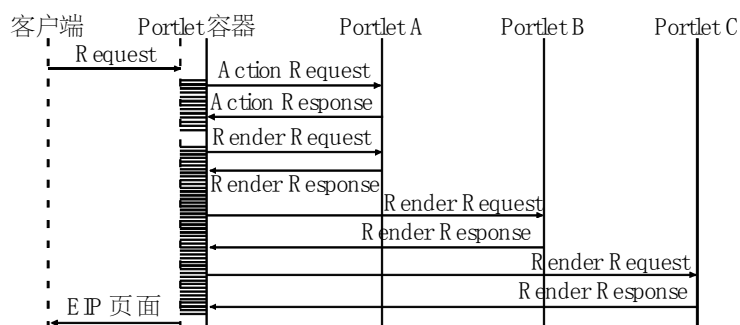 客户端
Portlet容器
Portlet A
Portlet B
Portlet C
Request
Action Request
Action Response
Render Request
Render Response
Render Request
Render Response
Render Request
Render Response
EIP 页面